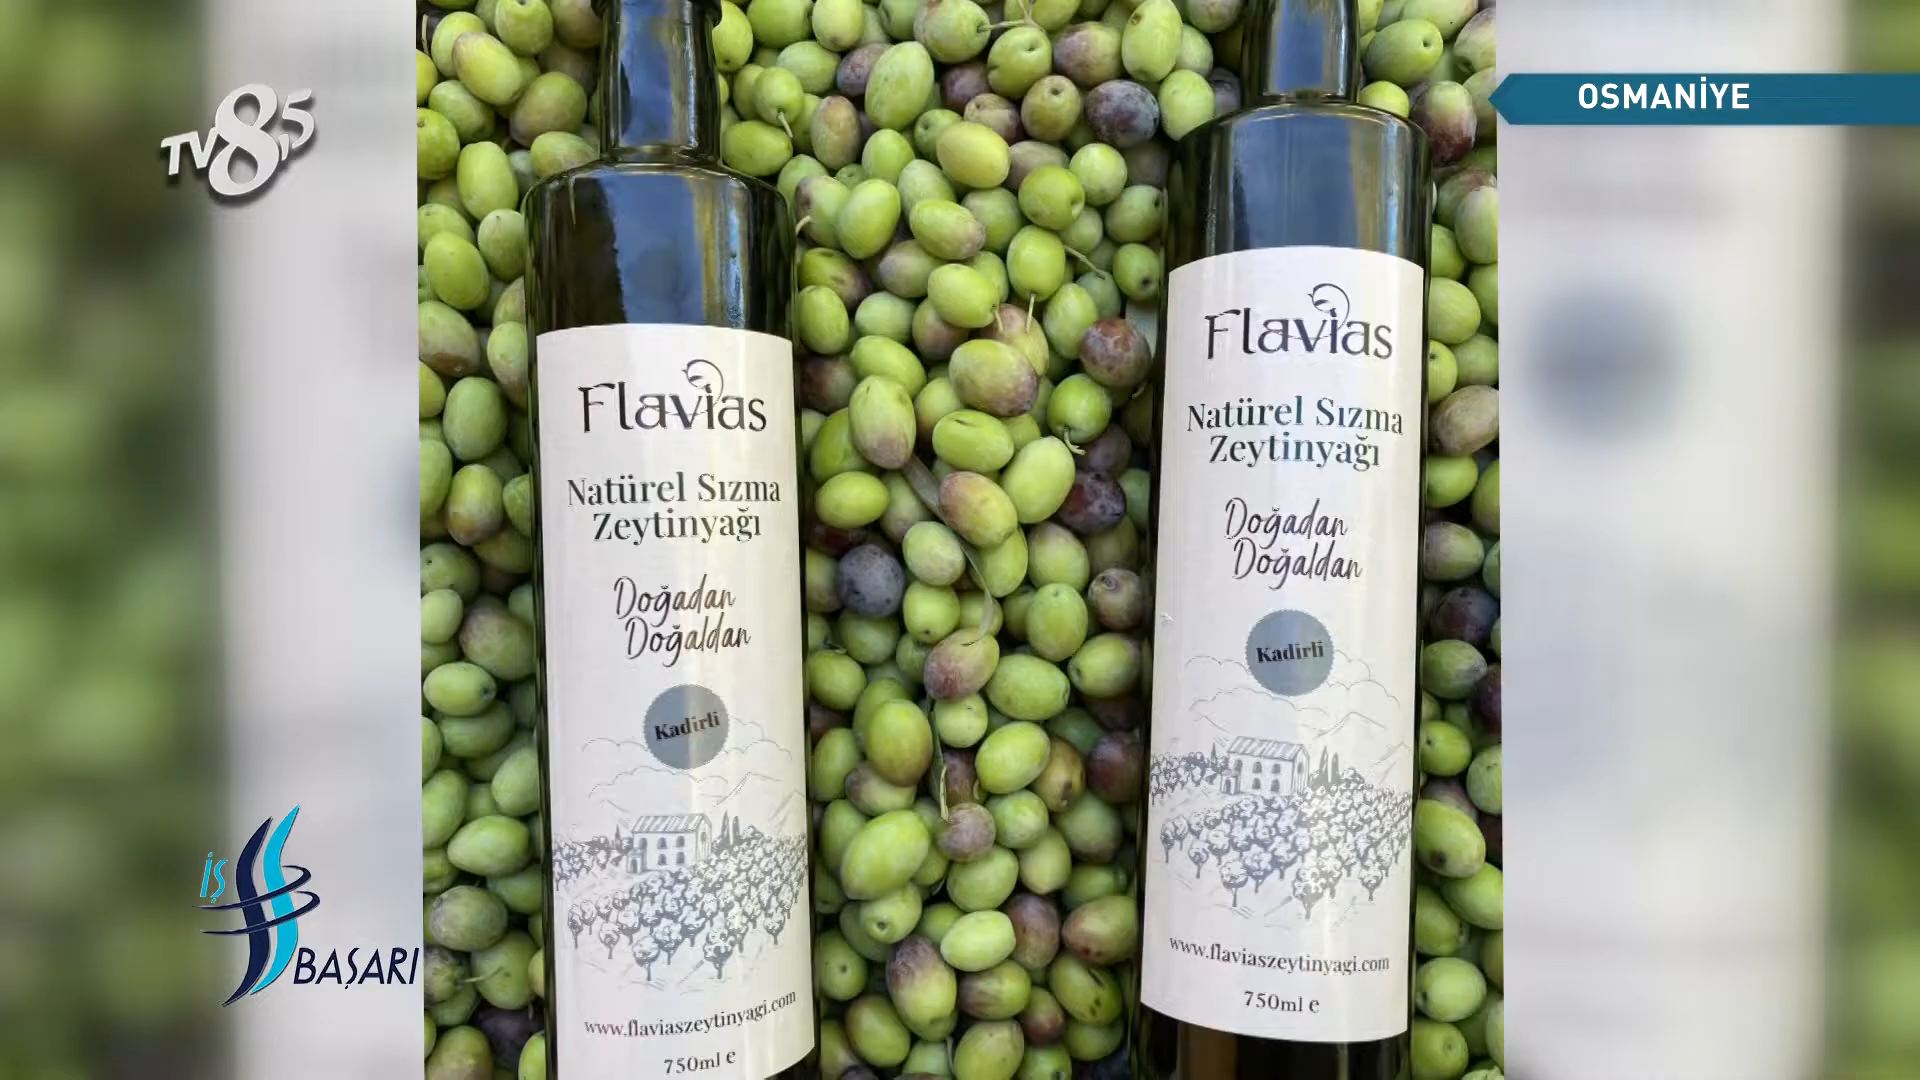 TV8,5
OSMANİYE
Flavias
Natürel Sızma
Zeytinyağı
Doğadan
Doğaldan
Kadirli
www.flaviaszeytinyagi.com
750ml e
Flavias
Natürel Sızma
Zeytinyağı
Doğadan
Doğaldan
Kadirli
www.flaviaszeytinyagi.com
750ml e
İŞ
BAŞARI